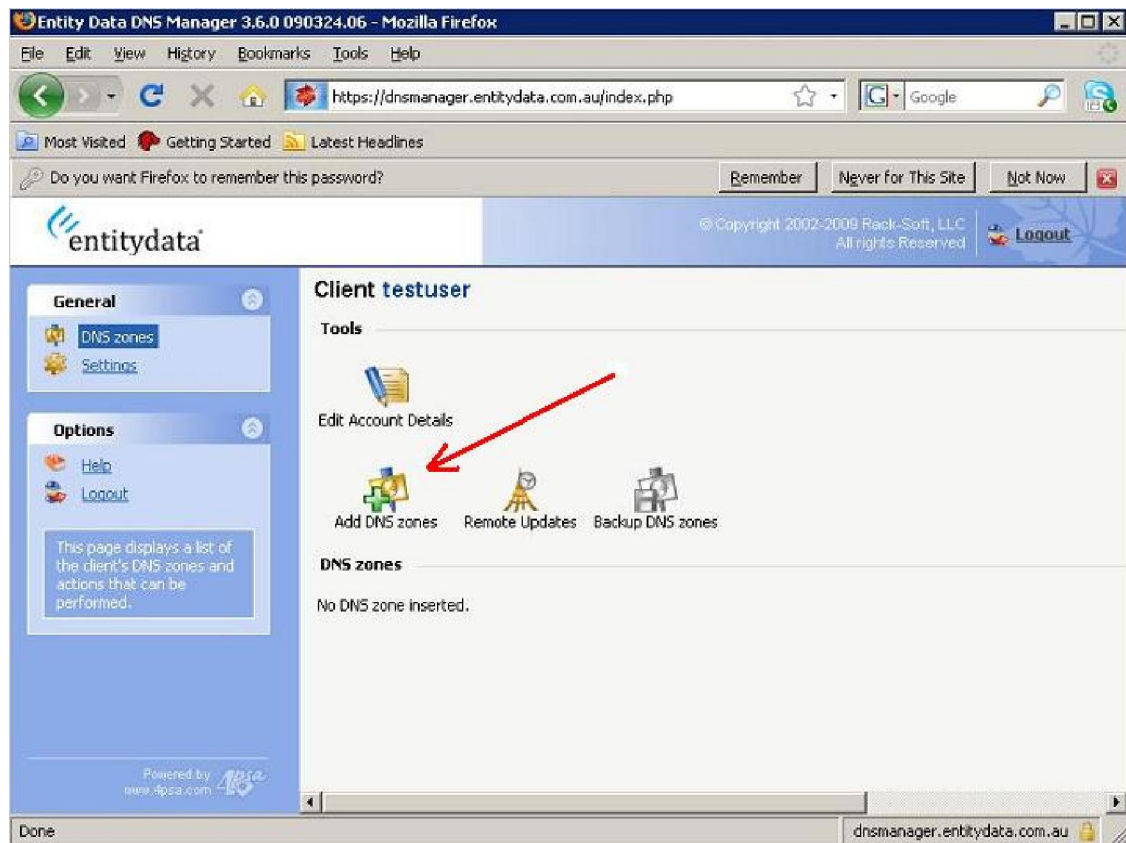 Entity Data DNS Manager 3.6.0 090324.06 - Mozilla Firefox
File Edit View History Bookmarks Tools Help
https://dnsmanager.entitydata.com.au/index.php
G Google
Most Visited Getting Started Latest Headlines
Do you want Firefox to remember this password? Remember Never for This Site Not Now
entitydata
© Copyright 2002-2009 Rack-Soft, LLC
All rights Reserved
Logout
General
DNS zones
Settings
Options
Help
Logout
This page displays a list of
the client's DNS zones and
actions that can be
performed.
Powered by
www.4psa.com
4psa
Client testuser
Tools
Edit Account Details
Add DNS zones Remote Updates Backup DNS zones
DNS zones
No DNS zone inserted.
Done
dnsmanager.entitydata.com.au